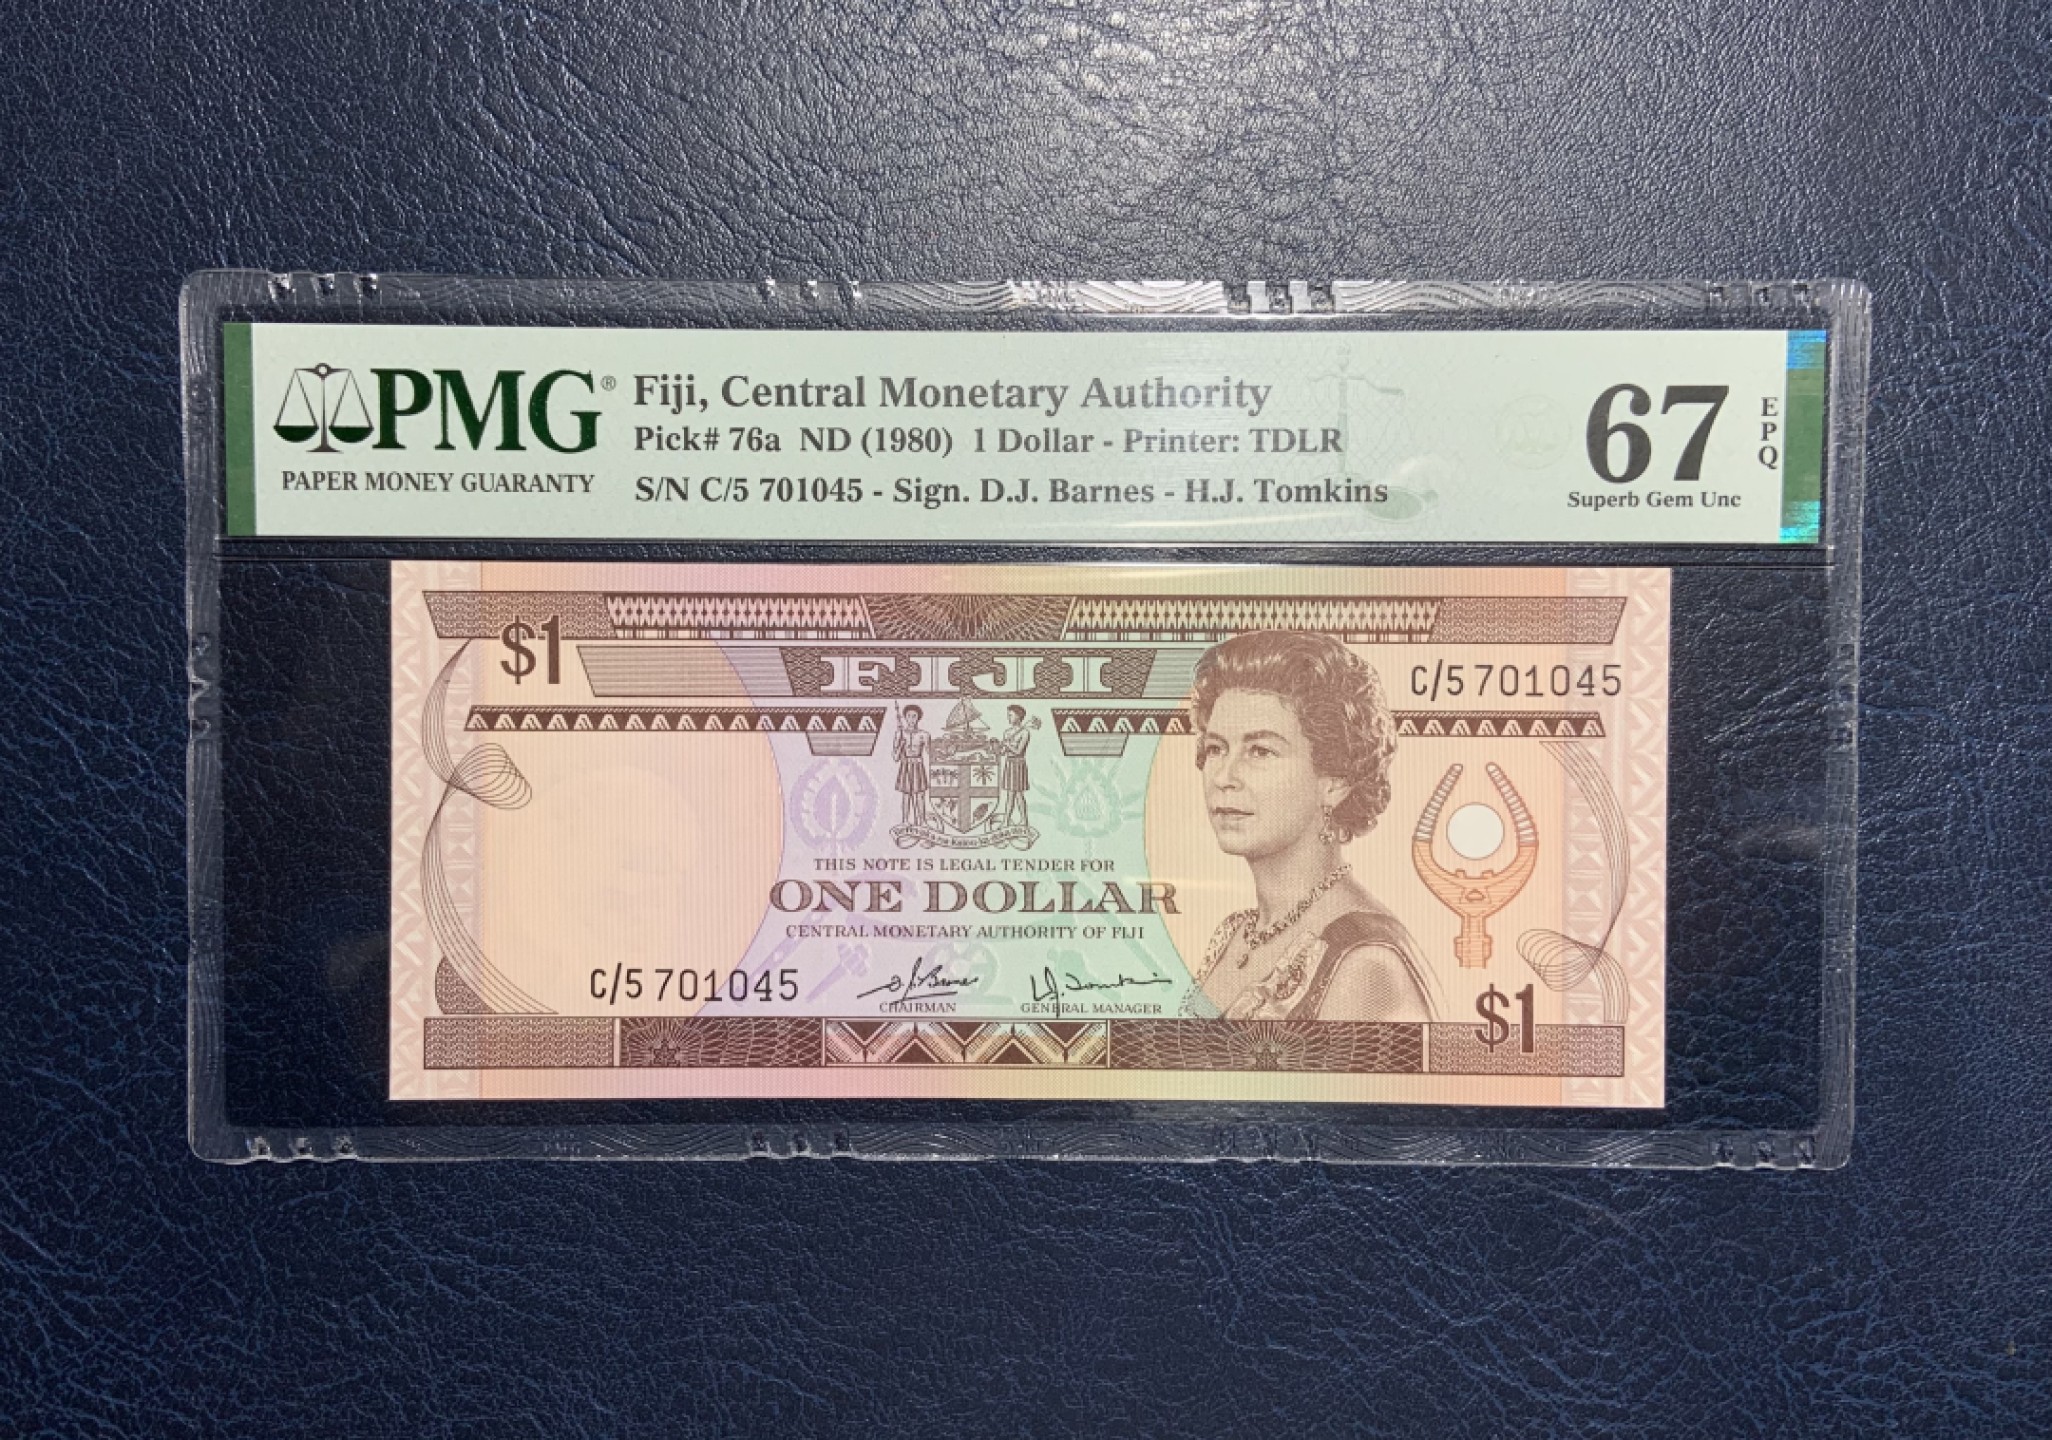 PMG®
PAPER MONEY GUARANTY
Fiji, Central Monetary Authority
Pick# 76a ND (1980) 1 Dollar - Printer: TDLR
S/N C/5 701045 - Sign. D.J. Barnes - H.J. Tomkins
67
EPQ
Superb Gem Unc
$1
FIJI
C/5 701045
THIS NOTE IS LEGAL TENDER FOR
ONE DOLLAR
CENTRAL MONETARY AUTHORITY OF FIJI
C/5 701045
CHAIRMAN
GENERAL MANAGER
$1